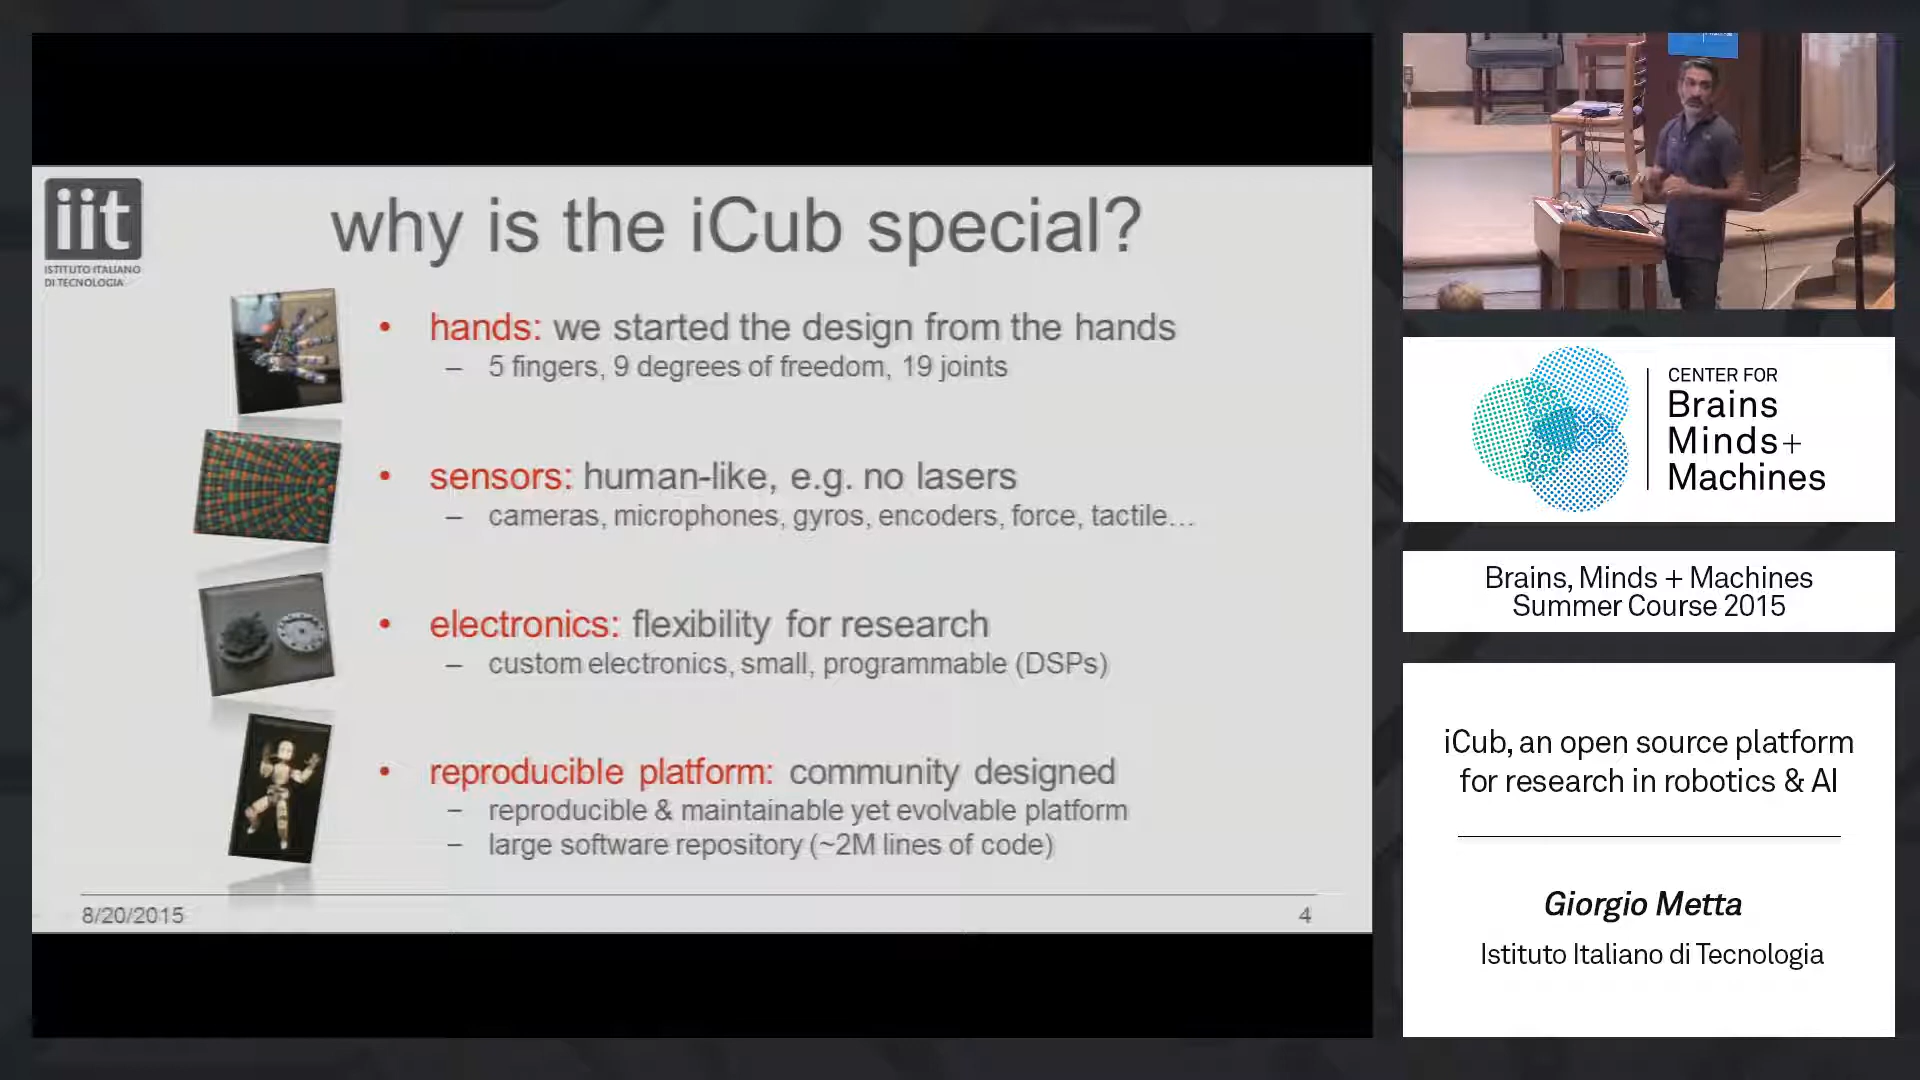 iit
ISTITUTO ITALIANO
DI TECNOLOGIA
why is the iCub special?
• hands: we started the design from the hands
– 5 fingers, 9 degrees of freedom, 19 joints
• sensors: human-like, e.g. no lasers
– cameras, microphones, gyros, encoders, force, tactile…
• electronics: flexibility for research
– custom electronics, small, programmable (DSPs)
• reproducible platform: community designed
– reproducible & maintainable yet evolvable platform
– large software repository (~2M lines of code)
8/20/2015
4
CENTER FOR
Brains
Minds+
Machines
Brains, Minds + Machines
Summer Course 2015
iCub, an open source platform
for research in robotics & AI
Giorgio Metta
Istituto Italiano di Tecnologia